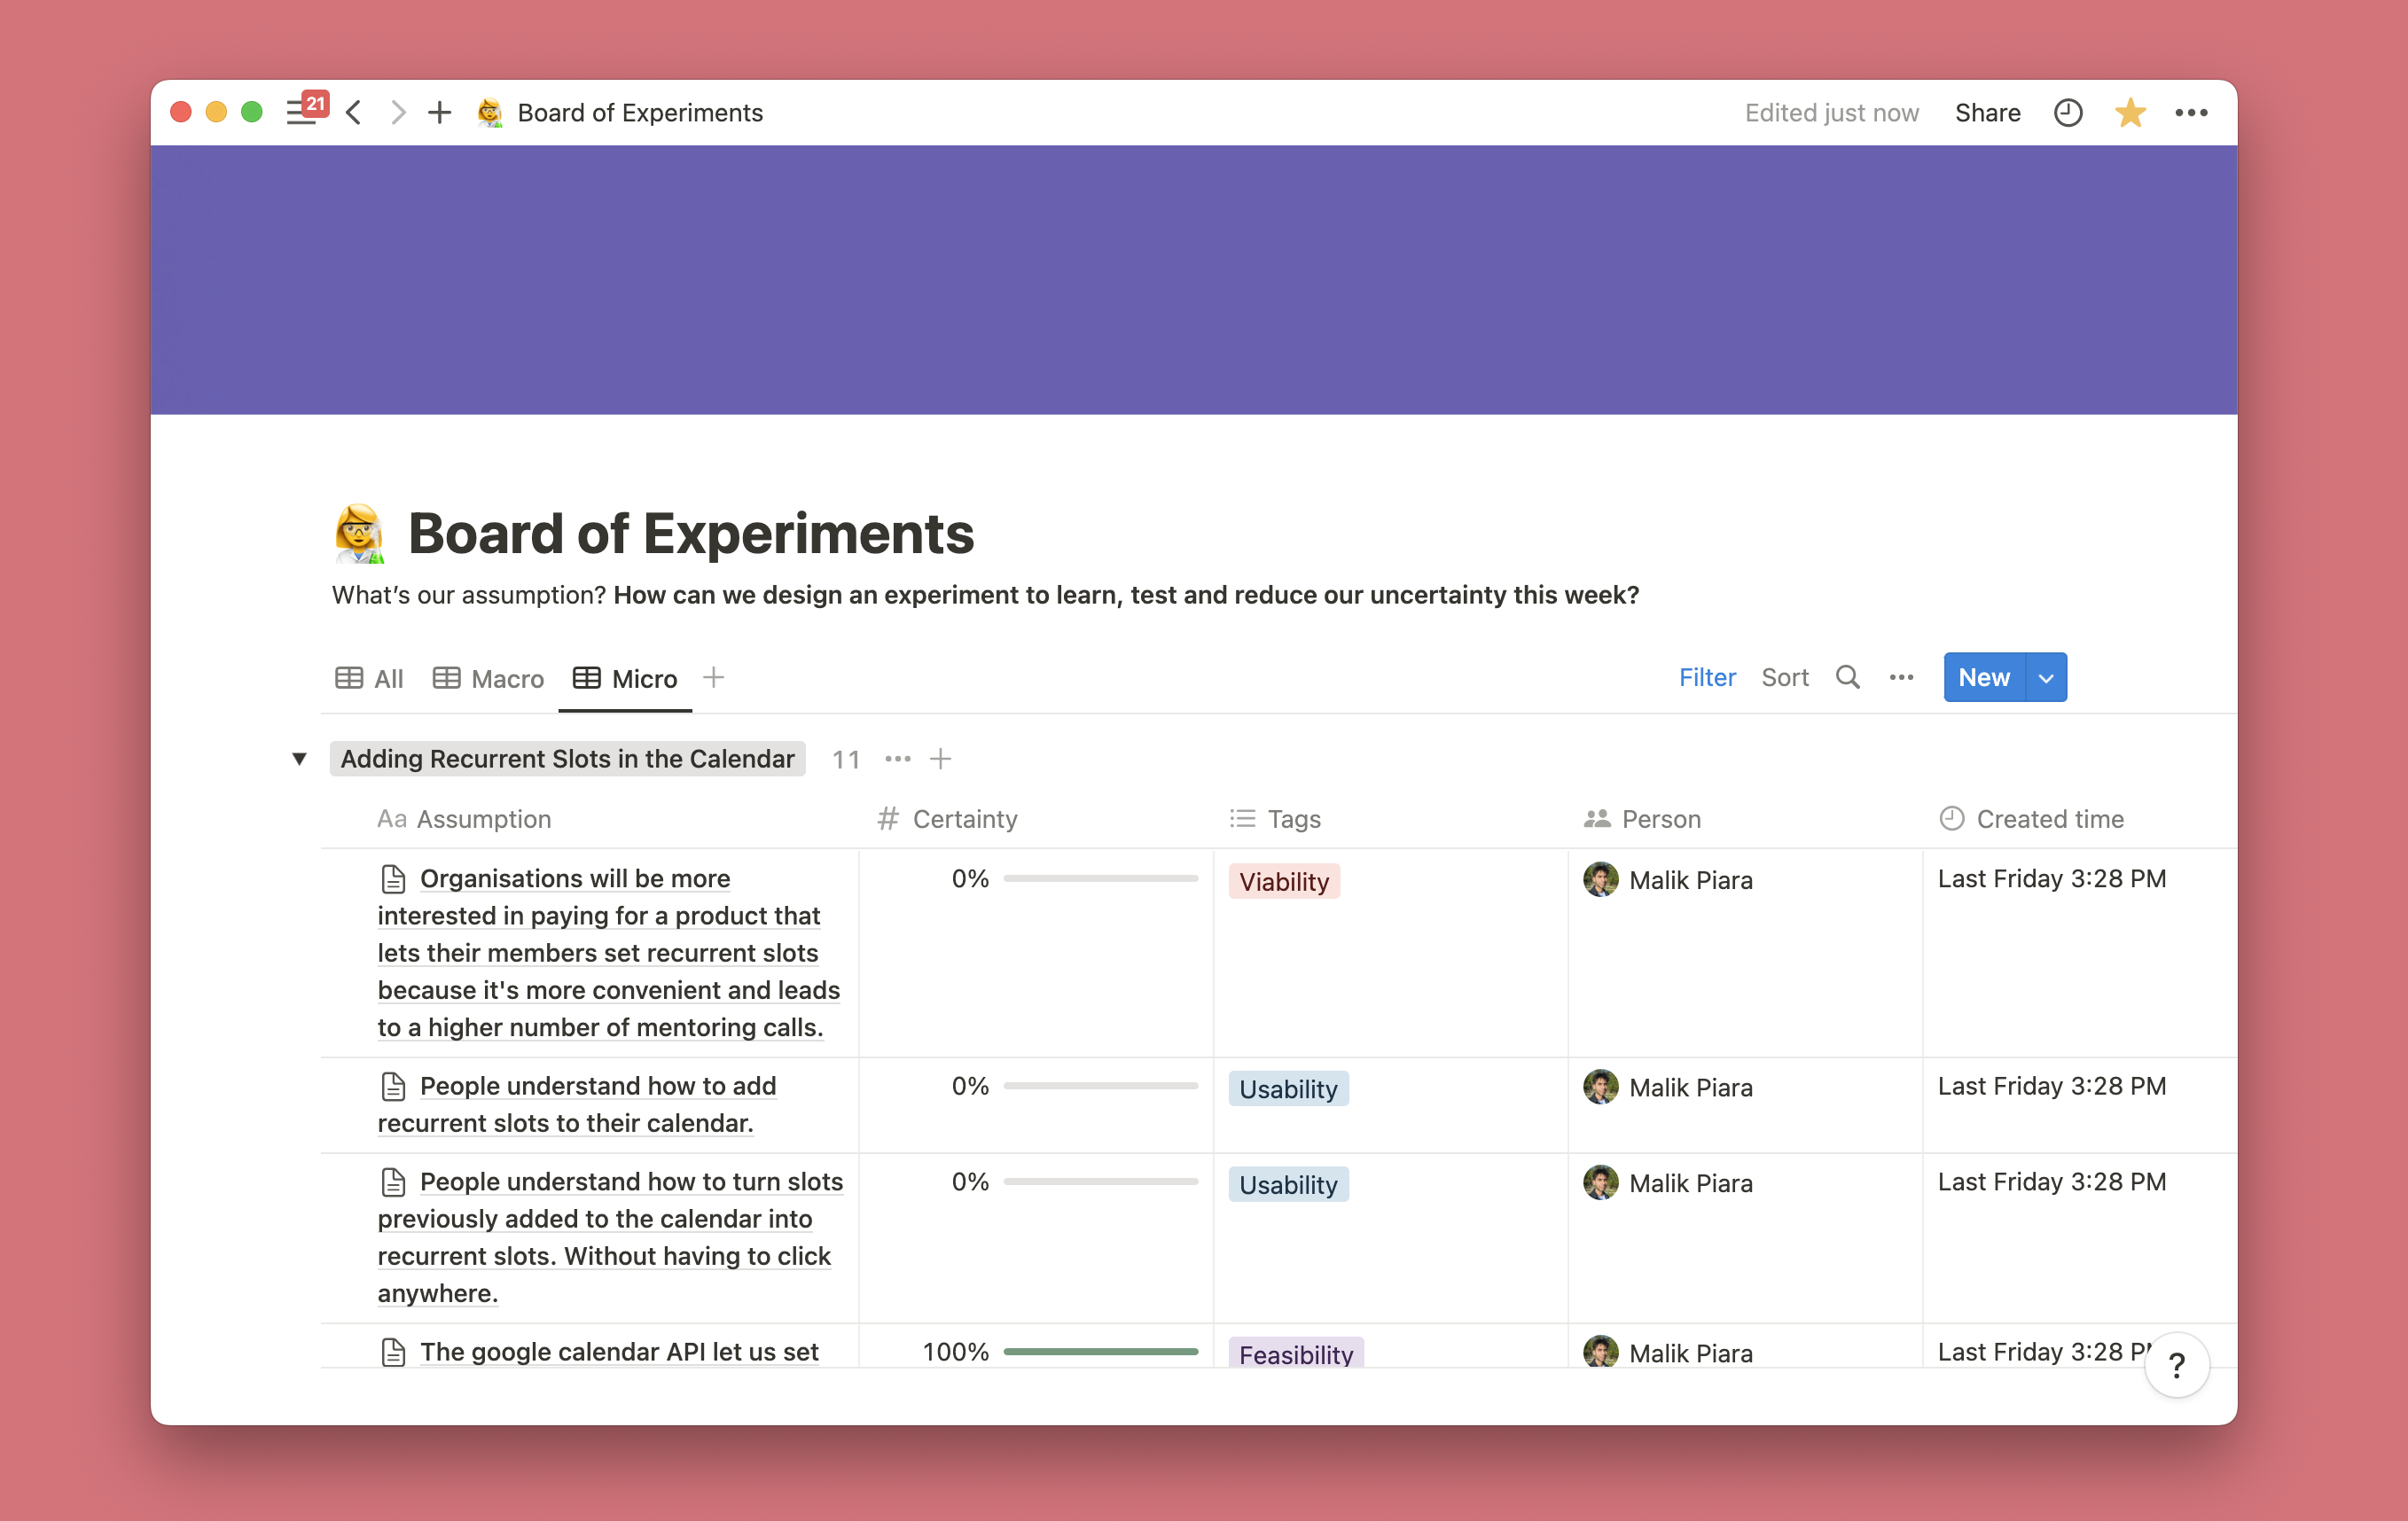 21
Board of Experiments
Edited just now
Share
Board of Experiments
What’s our assumption? How can we design an experiment to learn, test and reduce our uncertainty this week?
All
Macro
Micro
Filter
Sort
New
Adding Recurrent Slots in the Calendar
11
Aa Assumption
# Certainty
Tags
Person
Created time
Organisations will be more
interested in paying for a product that
lets their members set recurrent slots
because it's more convenient and leads
to a higher number of mentoring calls.
0%
Viability
Malik Piara
Last Friday 3:28 PM
People understand how to add
recurrent slots to their calendar.
0%
Usability
Malik Piara
Last Friday 3:28 PM
People understand how to turn slots
previously added to the calendar into
recurrent slots. Without having to click
anywhere.
0%
Usability
Malik Piara
Last Friday 3:28 PM
The google calendar API let us set
100%
Feasibility
Malik Piara
Last Friday 3:28 PM
?